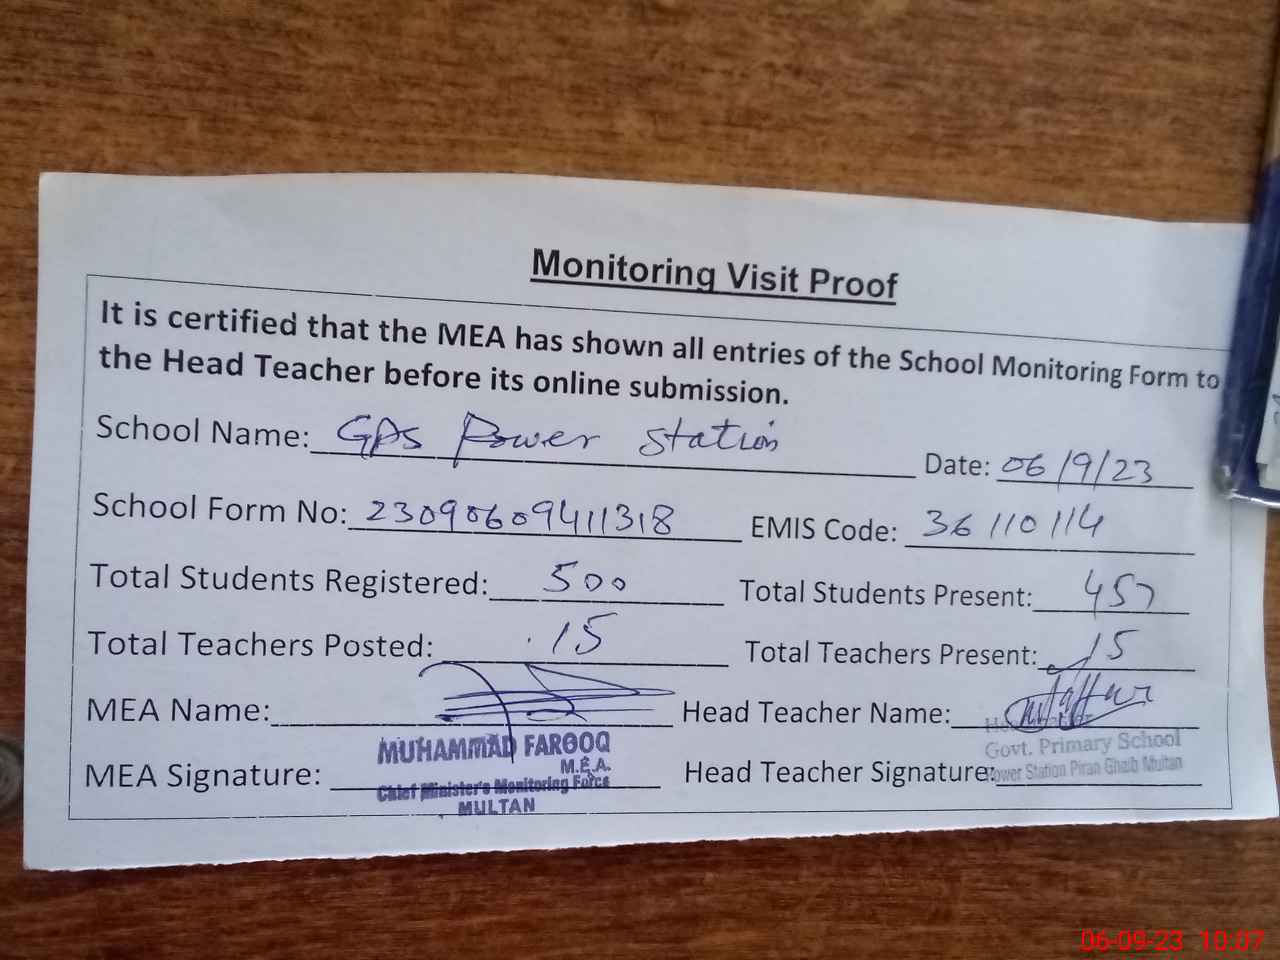 Monitoring Visit Proof
It is certified that the MEA has shown all entries of the School Monitoring Form to
the Head Teacher before its online submission.
School Name: GPS Power Station Date: 06/9/23
School Form No: 23090609411318 EMIS Code: 36110114
Total Students Registered: 500 Total Students Present: 457
Total Teachers Posted: 15 Total Teachers Present: 15
MEA Name: Head Teacher Name:
MUHAMMAD FAROOQ
M.E.A.
Chief Minister's Monitoring Force
MULTAN
MEA Signature: Head Teacher Signature:
Govt. Primary School
Power Station Piran Ghaib Multan
06-09-23 10:07